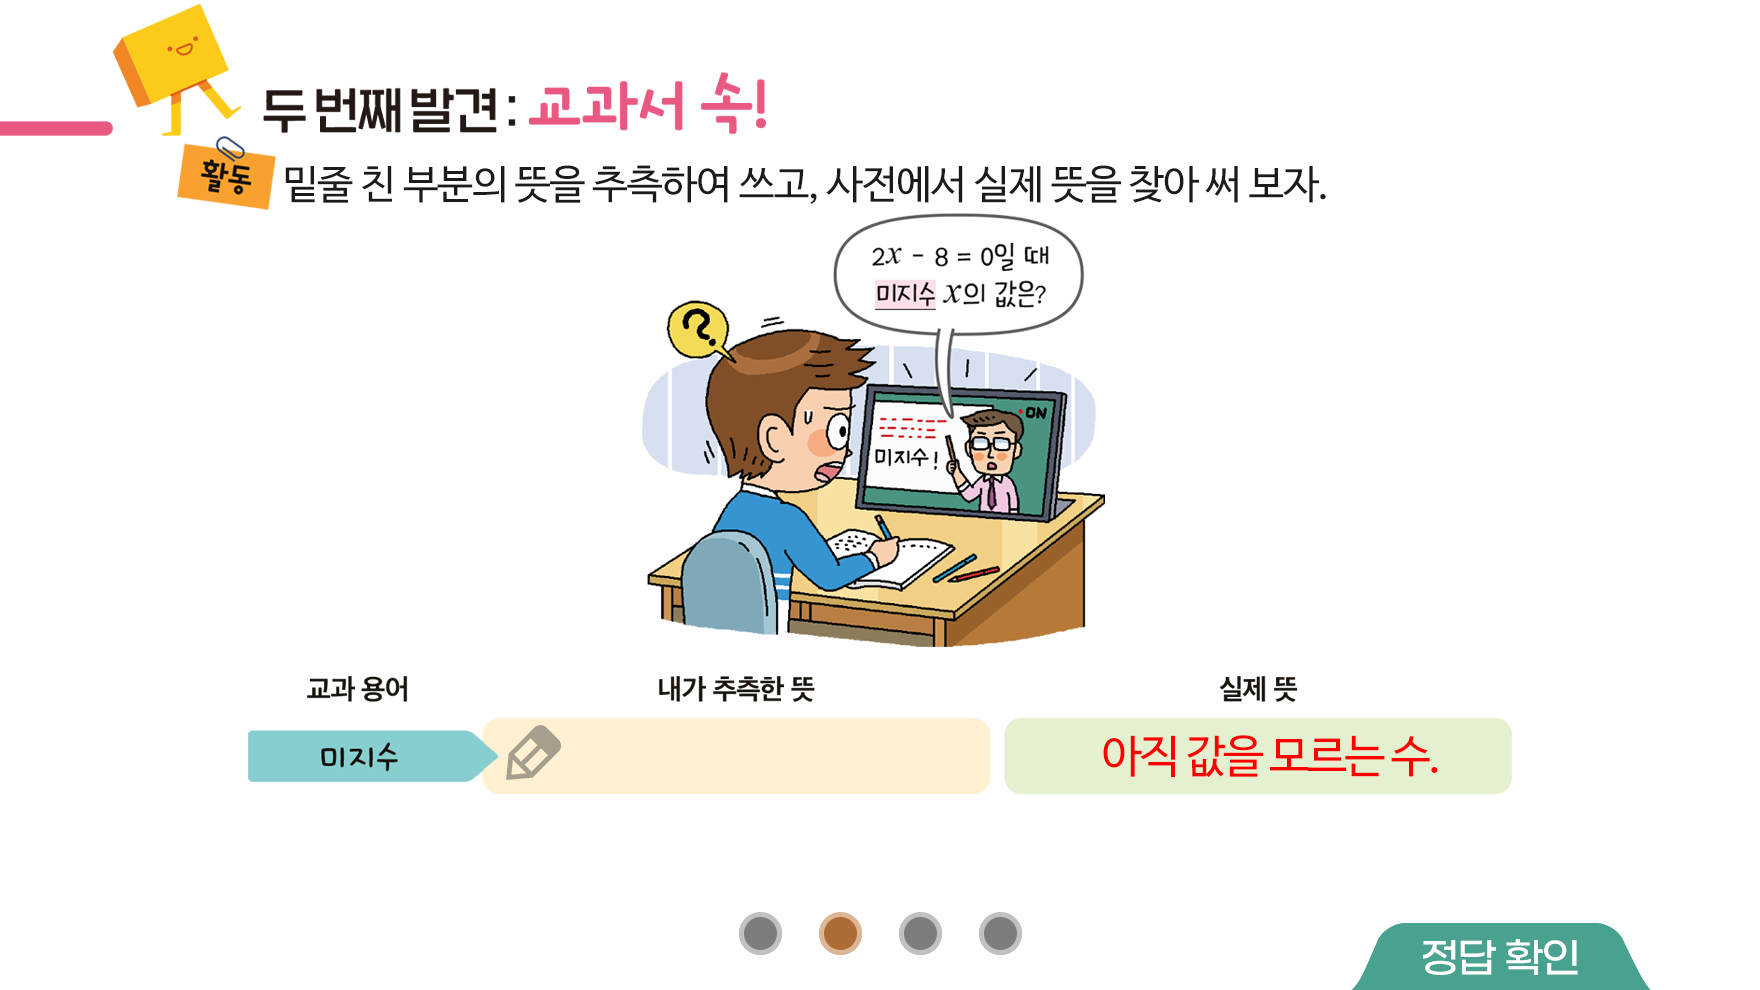 두 번째 발견: 교과서 속!
활동
밑줄 친 부분의 뜻을 추측하여 쓰고, 사전에서 실제 뜻을 찾아 써 보자.
2x - 8 = 0일 때
미지수 x의 값은?
?
ON
미지수!
교과 용어
내가 추측한 뜻
실제 뜻
미지수
아직 값을 모르는 수.
정답 확인